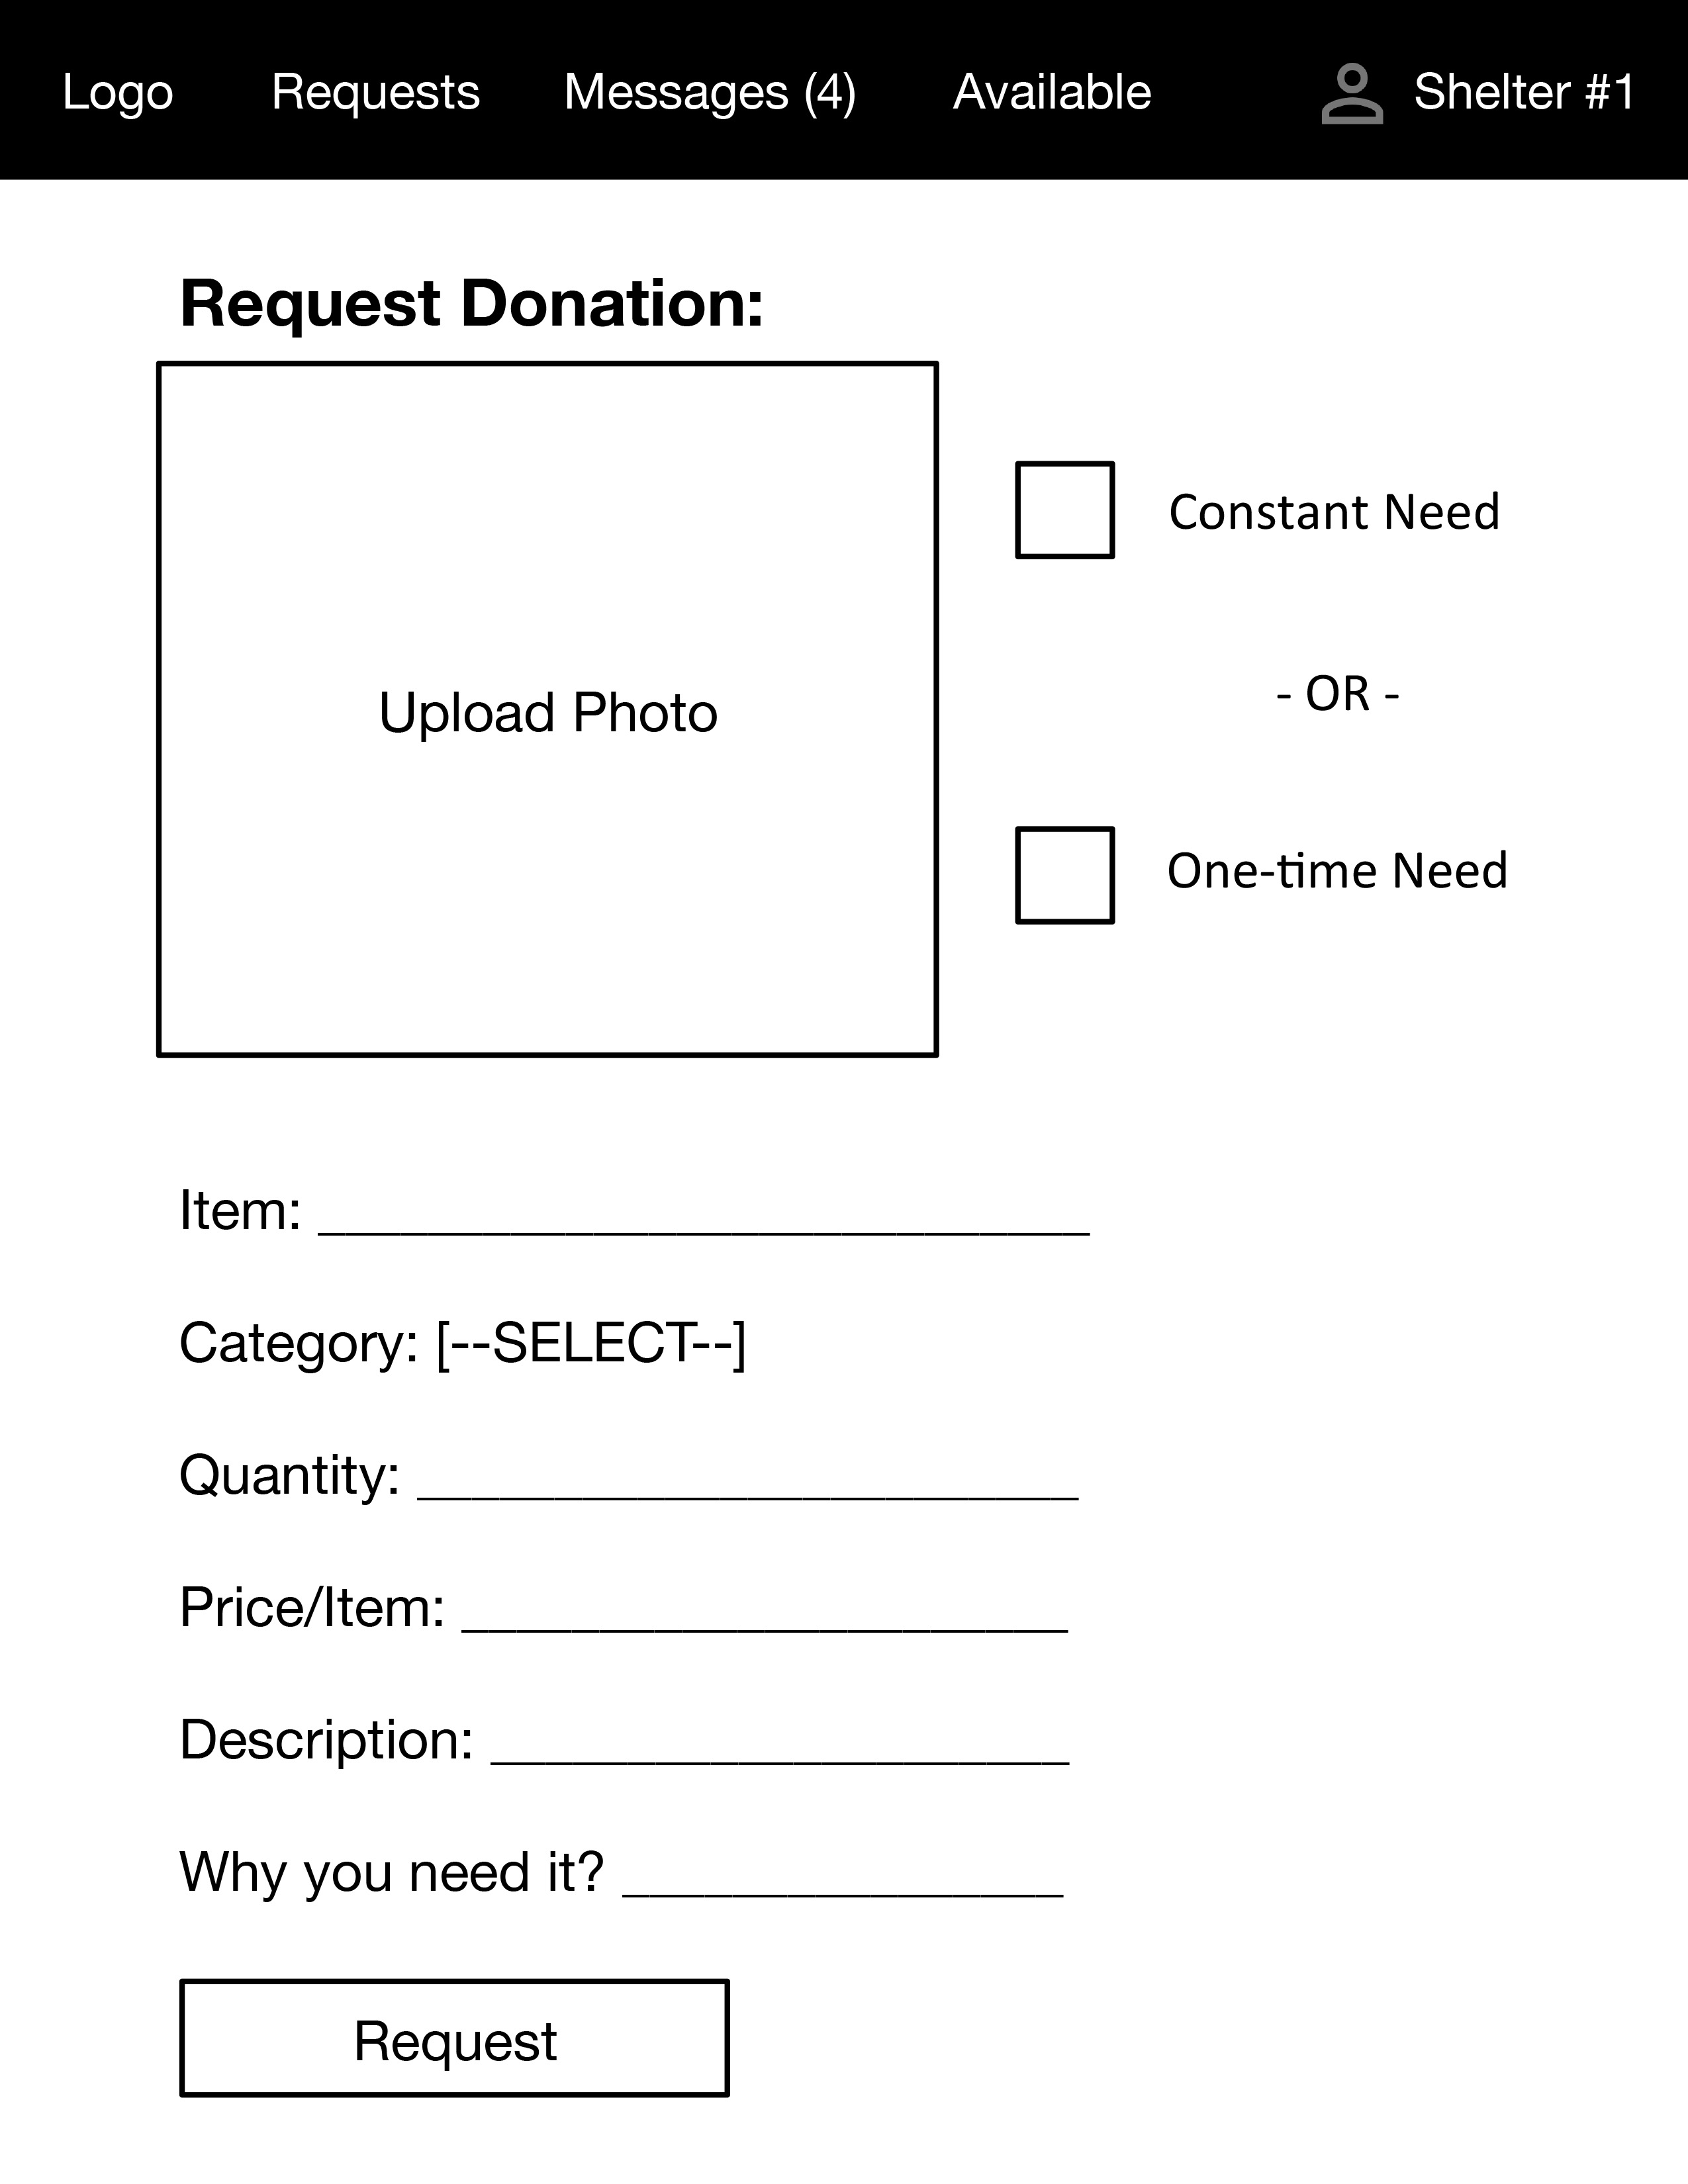 Logo Requests Messages (4) Available Shelter #1
Request Donation:
Upload Photo
Constant Need
- OR -
One-time Need
Item: ____________________________
Category: [--SELECT--]
Quantity: ________________________
Price/Item: ______________________
Description: _____________________
Why you need it? ________________
Request